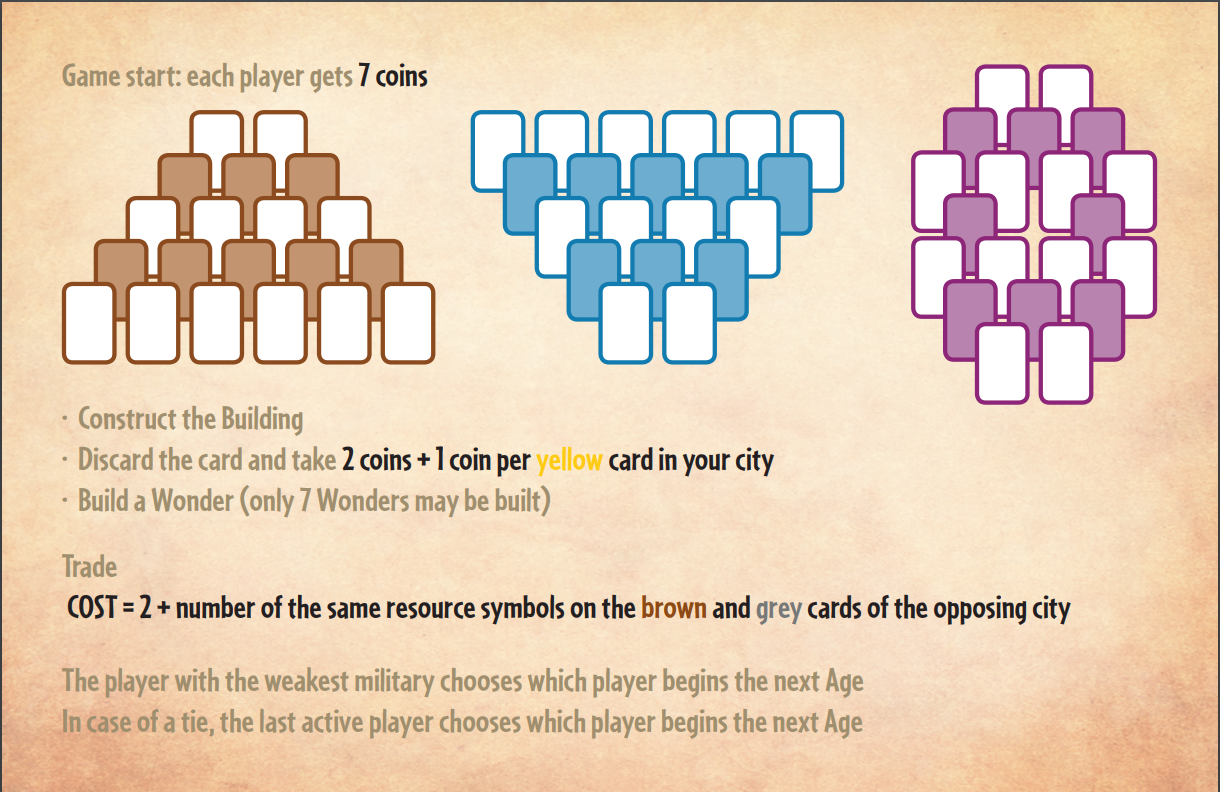 Game start: each player gets 7 coins
· Construct the Building
· Discard the card and take 2 coins + 1 coin per yellow card in your city
· Build a Wonder (only 7 Wonders may be built)
Trade
COST = 2 + number of the same resource symbols on the brown and grey cards of the opposing city
The player with the weakest military chooses which player begins the next Age
In case of a tie, the last active player chooses which player begins the next Age